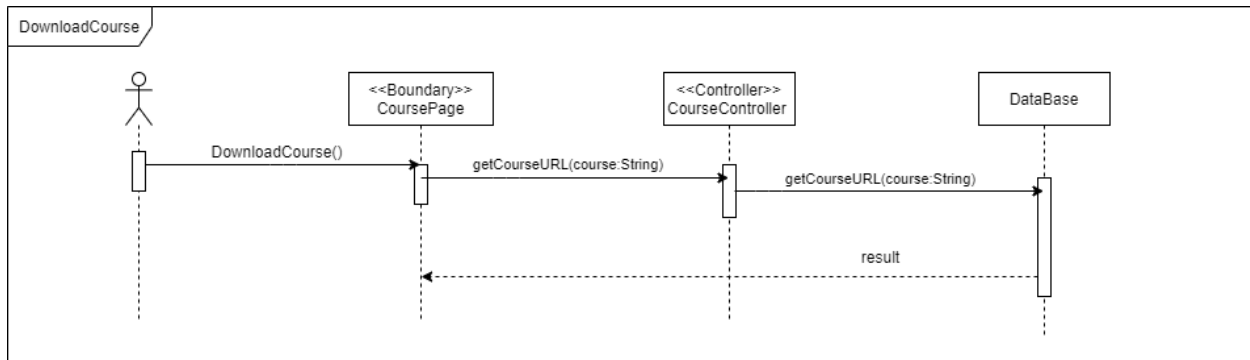 DownloadCourse
<<Boundary>>
CoursePage
<<Controller>>
CourseController
DataBase
DownloadCourse()
getCourseURL(course:String)
getCourseURL(course:String)
result